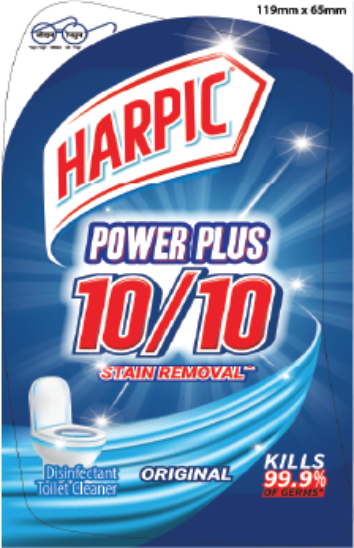 119mm x 65mm
HARPIC
POWER PLUS
10/10
STAIN REMOVAL
Disinfectant
Toilet Cleaner
ORIGINAL
KILLS
99.9%
OF GERMS*